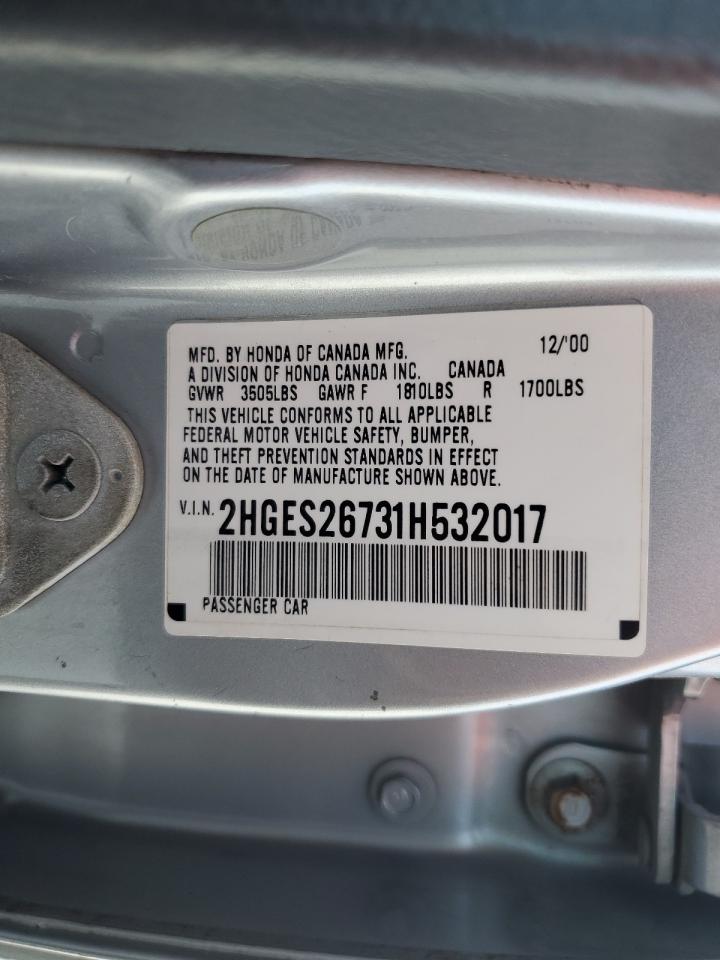 MFD. BY HONDA OF CANADA MFG. 12/'00
A DIVISION OF HONDA CANADA INC. CANADA
GVWR 3505LBS GAWR F 1810LBS R 1700LBS
THIS VEHICLE CONFORMS TO ALL APPLICABLE
FEDERAL MOTOR VEHICLE SAFETY, BUMPER,
AND THEFT PREVENTION STANDARDS IN EFFECT
ON THE DATE OF MANUFACTURE SHOWN ABOVE.
V.I.N. 2HGES26731H532017
PASSENGER CAR